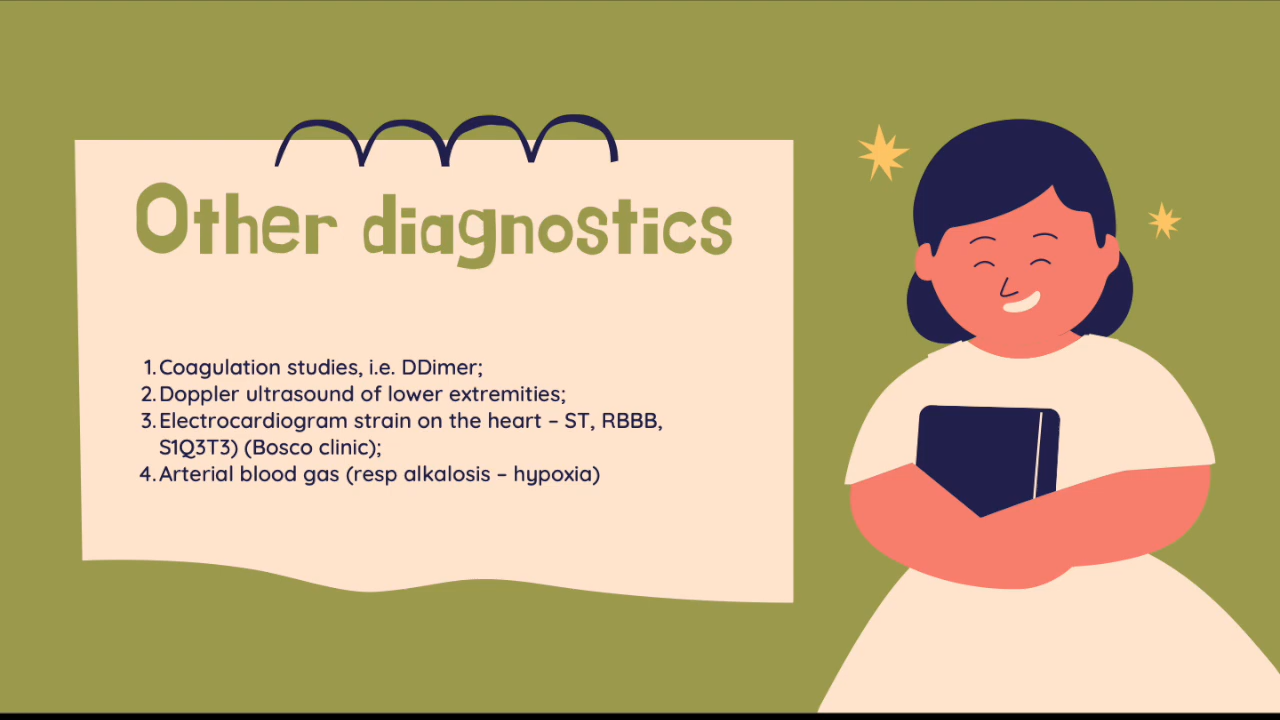 Other diagnostics
1. Coagulation studies, i.e. DDimer;
2. Doppler ultrasound of lower extremities;
3. Electrocardiogram strain on the heart – ST, RBBB,
S1Q3T3) (Bosco clinic);
4. Arterial blood gas (resp alkalosis – hypoxia)